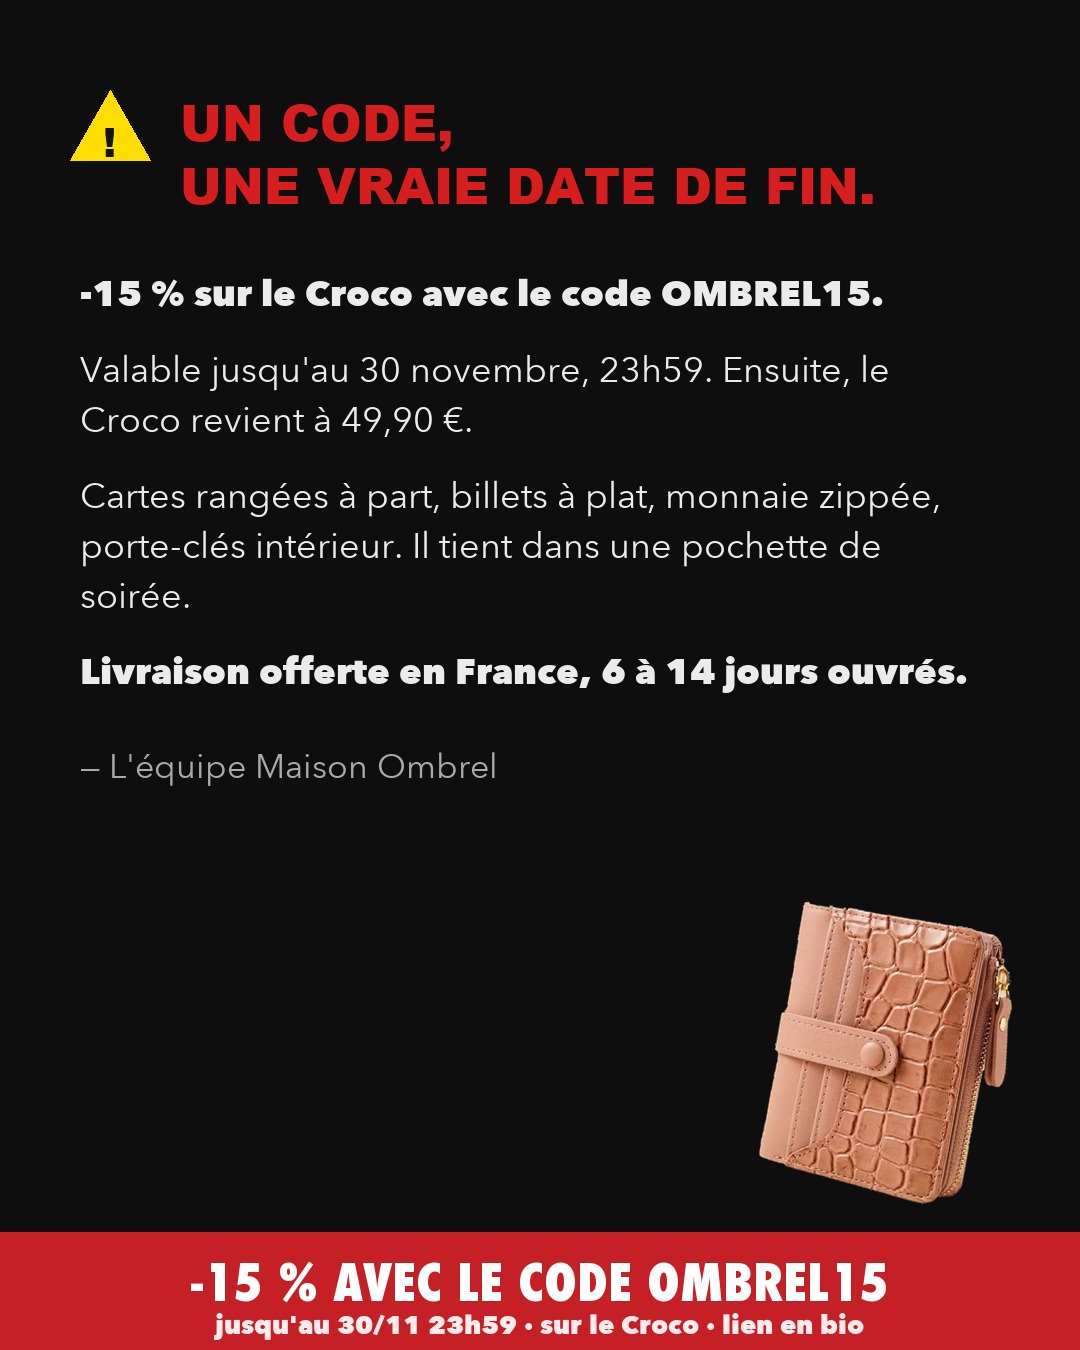 !
UN CODE,
UNE VRAIE DATE DE FIN.
-15 % sur le Croco avec le code OMBREL15.
Valable jusqu'au 30 novembre, 23h59. Ensuite, le
Croco revient à 49,90 €.
Cartes rangées à part, billets à plat, monnaie zippée,
porte-clés intérieur. Il tient dans une pochette de
soirée.
Livraison offerte en France, 6 à 14 jours ouvrés.
– L'équipe Maison Ombrel
-15 % AVEC LE CODE OMBREL15
jusqu'au 30/11 23h59 · sur le Croco · lien en bio